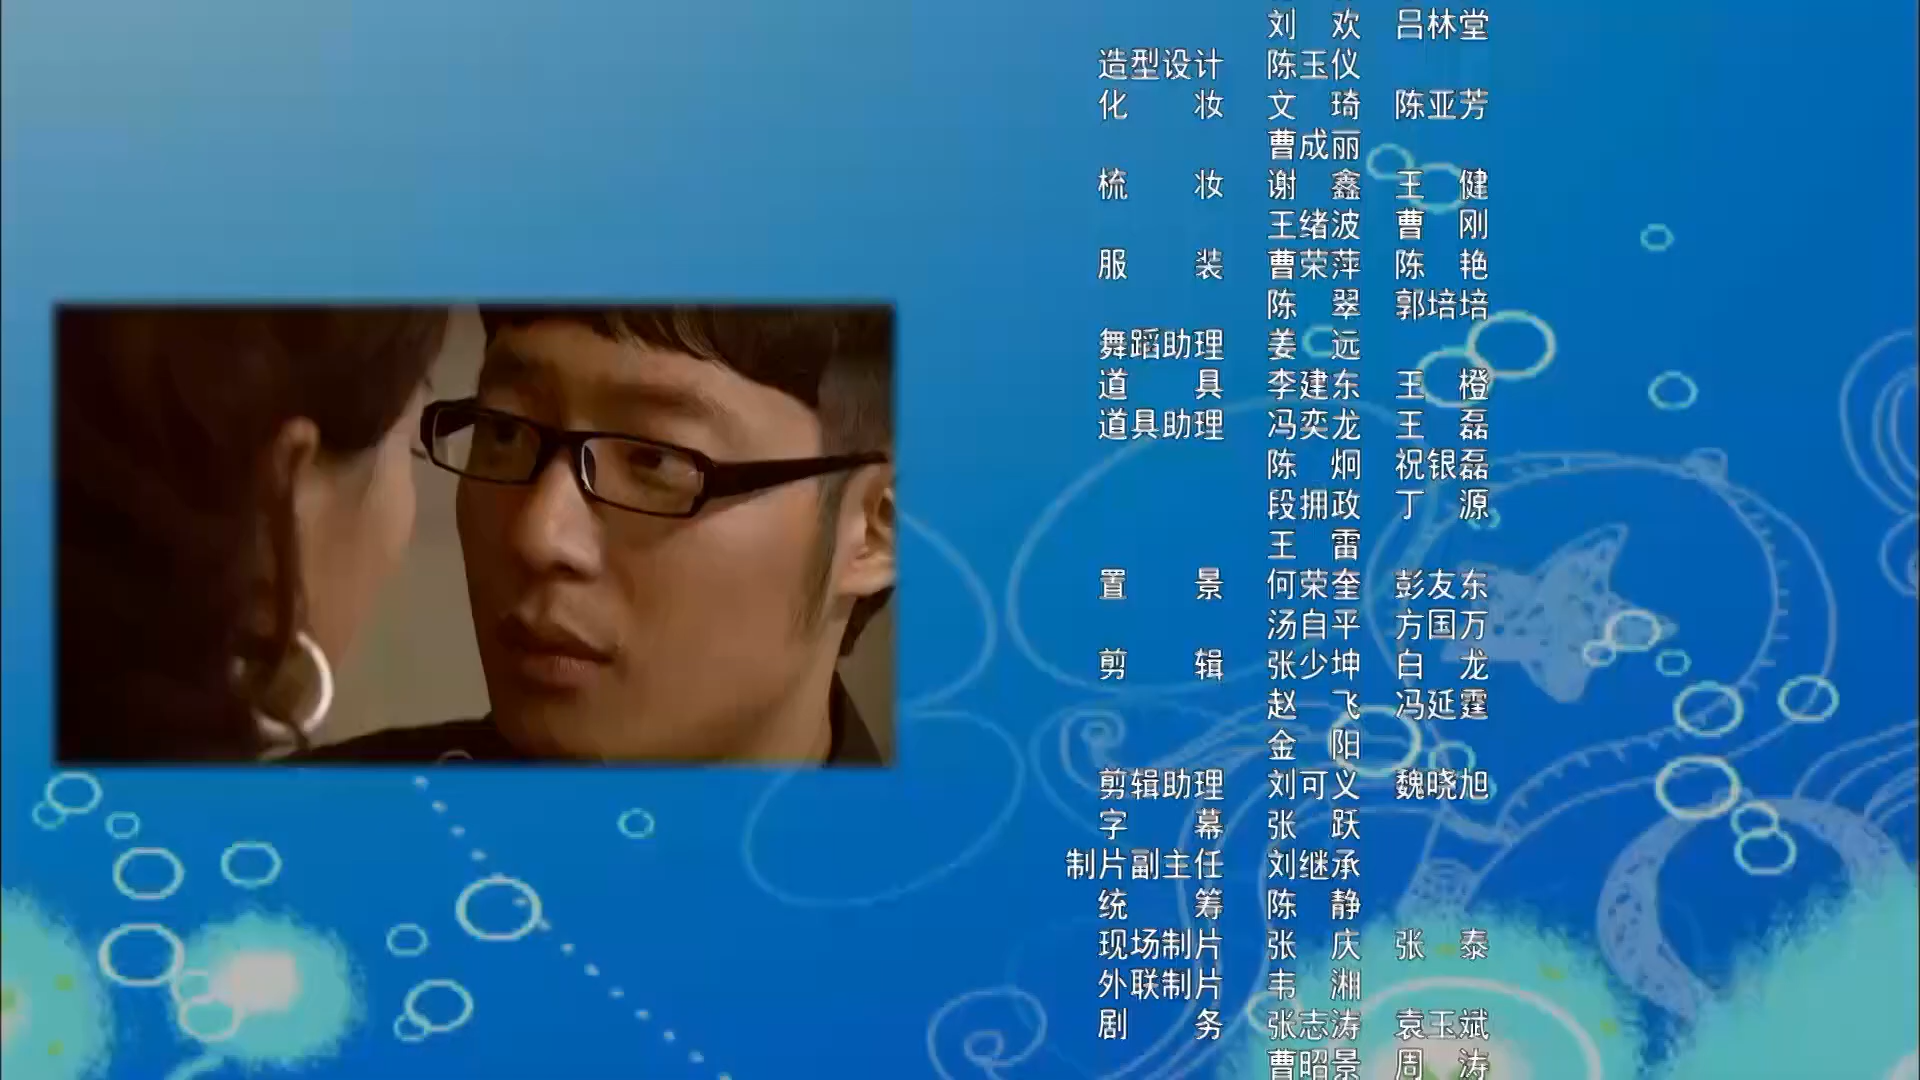 刘 欢 吕林堂
造型设计 陈玉仪
化 妆 文 琦 陈亚芳
曹成丽
梳 妆 谢 鑫 王 健
王绪波 曹 刚
服 装 曹荣萍 陈 艳
陈 翠 郭培培
舞蹈助理 姜 远
道 具 李建东 王 橙
道具助理 冯奕龙 王 磊
陈 炯 祝银磊
段拥政 丁 源
王 雷
置 景 何荣奎 彭友东
汤自平 方国万
剪 辑 张少坤 白 龙
赵 飞 冯延霆
金 阳
剪辑助理 刘可义 魏晓旭
字 幕 张 跃
制片副主任 刘继承
统 筹 陈 静
现场制片 张 庆 张 泰
外联制片 韦 湘
剧 务 张志涛 袁玉斌
曹昭景 周 涛